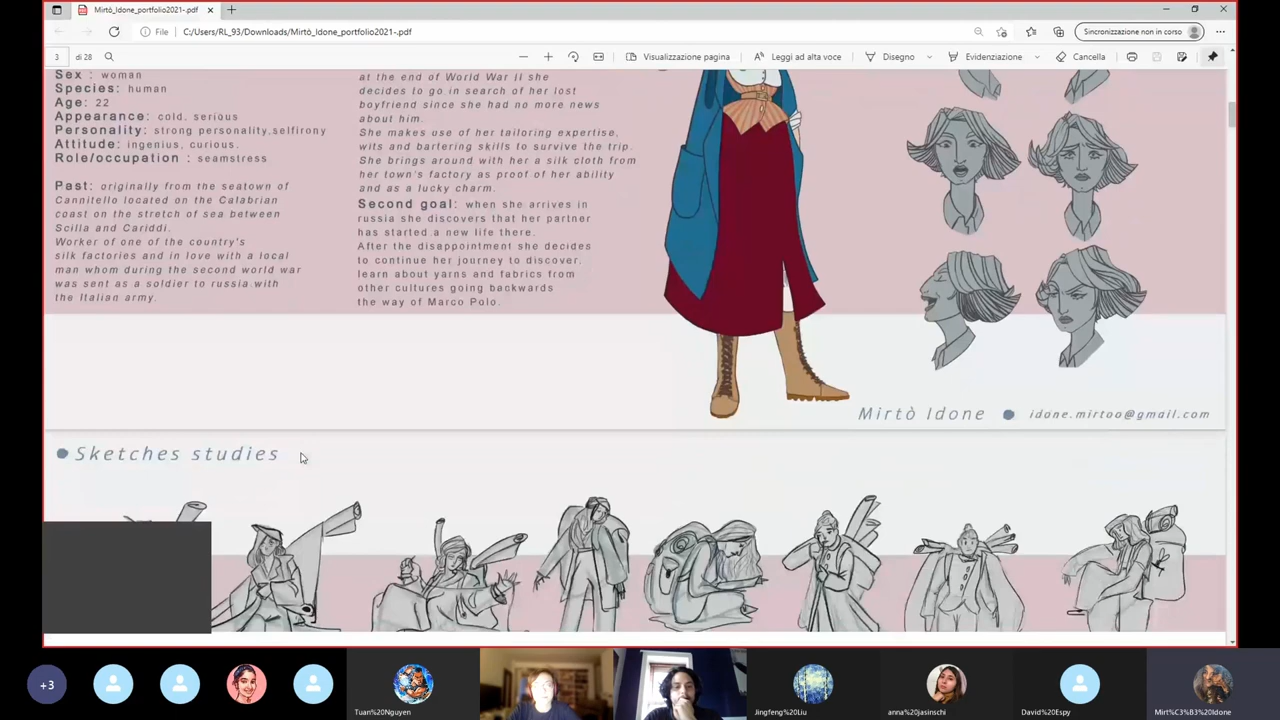 Mirtò_Idone_portfolio2021-.pdf
File C:/Users/RL_93/Downloads/Mirtò_Idone_portfolio2021-.pdf
Sincronizzazione non in corso
3 di 28
Visualizzazione pagina
Leggi ad alta voce
Disegno
Evidenziazione
Cancella
Sex : woman
Species: human
Age: 22
Appearance: cold. serious
Personality: strong personality,selfirony
Attitude: ingenius, curious.
Role/occupation : seamstress
Past: originally from the seatown of
Cannitello located on the Calabrian
coast on the stretch of sea between
Scilla and Cariddi.
Worker of one of the country's
silk factories and in love with a local
man whom during the second world war
was sent as a soldier to russia with
the Italian army.
at the end of World War ii she
decides to go in search of her lost
boyfriend since she had no more news
about him.
She makes use of her tailoring expertise,
wits and bartering skills to survive the trip.
She brings around with her a silk cloth from
her town's factory as proof of her ability
and as a lucky charm.
Second goal: when she arrives in
russia she discovers that her partner
has started a new life there.
After the disappointment she decides
to continue her journey to discover.
learn about yarns and fabrics from
other cultures going backwards
the way of Marco Polo.
Mirtò Idone
idone.mirtoo@gmail.com
Sketches studies
+3
Tuan%20Nguyen
Jingfeng%20Liu
anna%20jasinschi
David%20Espy
Mirt%C3%B3%20Idone